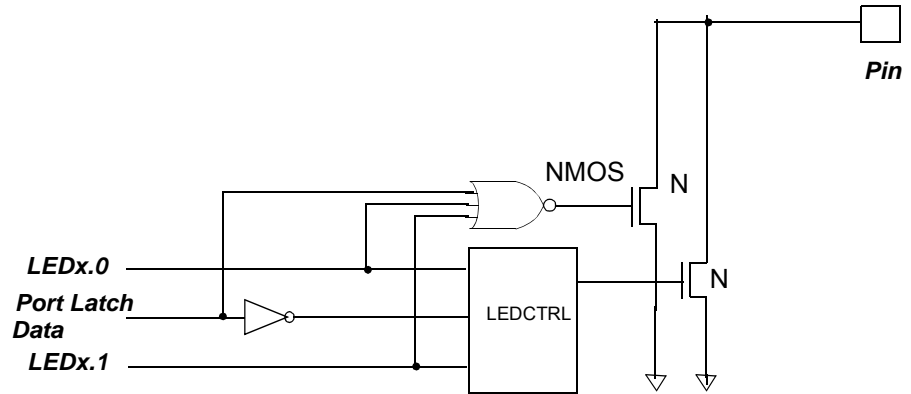 Pin
NMOS
N
N
LEDx.0
Port Latch
Data
LEDx.1
LEDCTRL